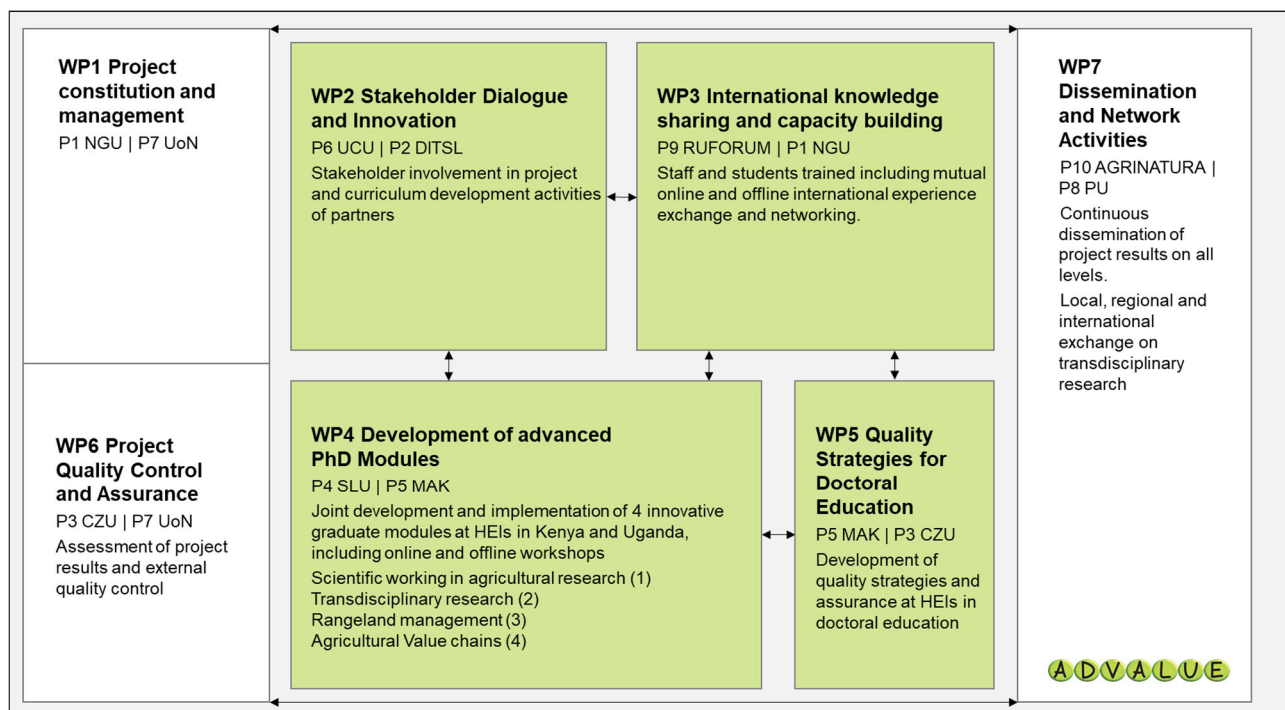 WP1 Project
constitution and
management
P1 NGU | P7 UoN
WP2 Stakeholder Dialogue
and Innovation
P6 UCU | P2 DITSL
Stakeholder involvement in project
and curriculum development activities
of partners
WP3 International knowledge
sharing and capacity building
P9 RUFORUM | P1 NGU
Staff and students trained including mutual
online and offline international experience
exchange and networking.
WP7
Dissemination
and Network
Activities
P10 AGRINATURA |
P8 PU
Continuous
dissemination of
project results on all
levels.
Local, regional and
international
exchange on
transdisciplinary
research
WP6 Project
Quality Control
and Assurance
P3 CZU | P7 UoN
Assessment of project
results and external
quality control
WP4 Development of advanced
PhD Modules
P4 SLU | P5 MAK
Joint development and implementation of 4 innovative
graduate modules at HEIs in Kenya and Uganda,
including online and offline workshops
Scientific working in agricultural research (1)
Transdisciplinary research (2)
Rangeland management (3)
Agricultural Value chains (4)
WP5 Quality
Strategies for
Doctoral
Education
P5 MAK | P3 CZU
Development of
quality strategies and
assurance at HEIs in
doctoral education
ADVALUE